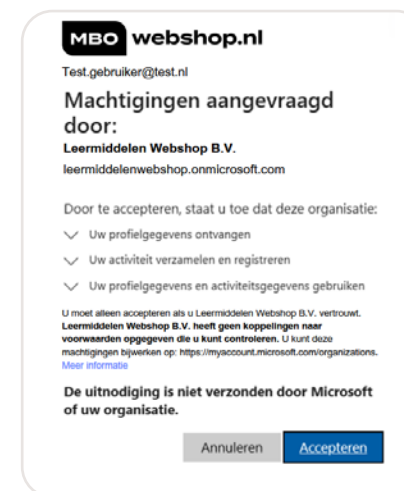 MBO webshop.nl
Test.gebruiker@test.nl
Machtigingen aangevraagd
door:
Leermiddelen Webshop B.V.
leermiddelenwebshop.onmicrosoft.com
Door te accepteren, staat u toe dat deze organisatie:
Uw profielgegevens ontvangen
Uw activiteit verzamelen en registreren
Uw profielgegevens en activiteitsgegevens gebruiken
U moet alleen accepteren als u Leermiddelen Webshop B.V. vertrouwt.
Leermiddelen Webshop B.V. heeft geen koppelingen naar
voorwaarden opgegeven die u kunt controleren. U kunt deze
machtigingen bijwerken op: https://myaccount.microsoft.com/organizations.
Meer informatie
De uitnodiging is niet verzonden door Microsoft
of uw organisatie.
Annuleren Accepteren